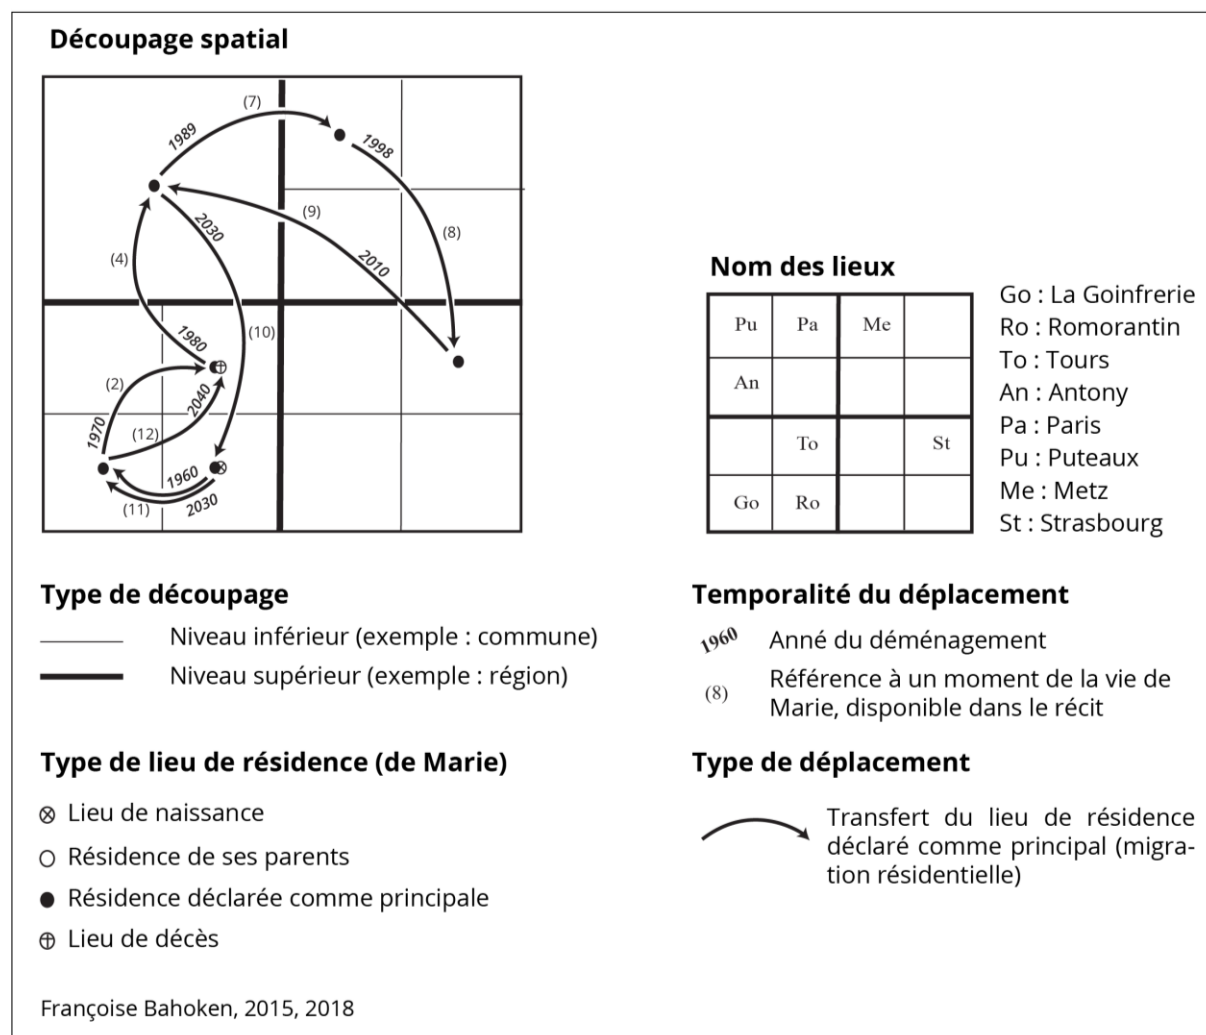 Découpage spatial
(7)
1989
1998
2030
(9)
(8)
(4)
2010
1980
(10)
(2)
2040
1970
(12)
1960
(11)
2030
Nom des lieux
Pu Pa Me
An
To St
Go Ro
Go : La Goinfrerie
Ro : Romorantin
To : Tours
An : Antony
Pa : Paris
Pu : Puteaux
Me : Metz
St : Strasbourg
Type de découpage
Niveau inférieur (exemple : commune)
Niveau supérieur (exemple : région)
Temporalité du déplacement
1960 Anné du déménagement
(8) Référence à un moment de la vie de
Marie, disponible dans le récit
Type de lieu de résidence (de Marie)
Lieu de naissance
Résidence de ses parents
Résidence déclarée comme principale
Lieu de décès
Type de déplacement
Transfert du lieu de résidence
déclaré comme principal (migra-
tion résidentielle)
Françoise Bahoken, 2015, 2018